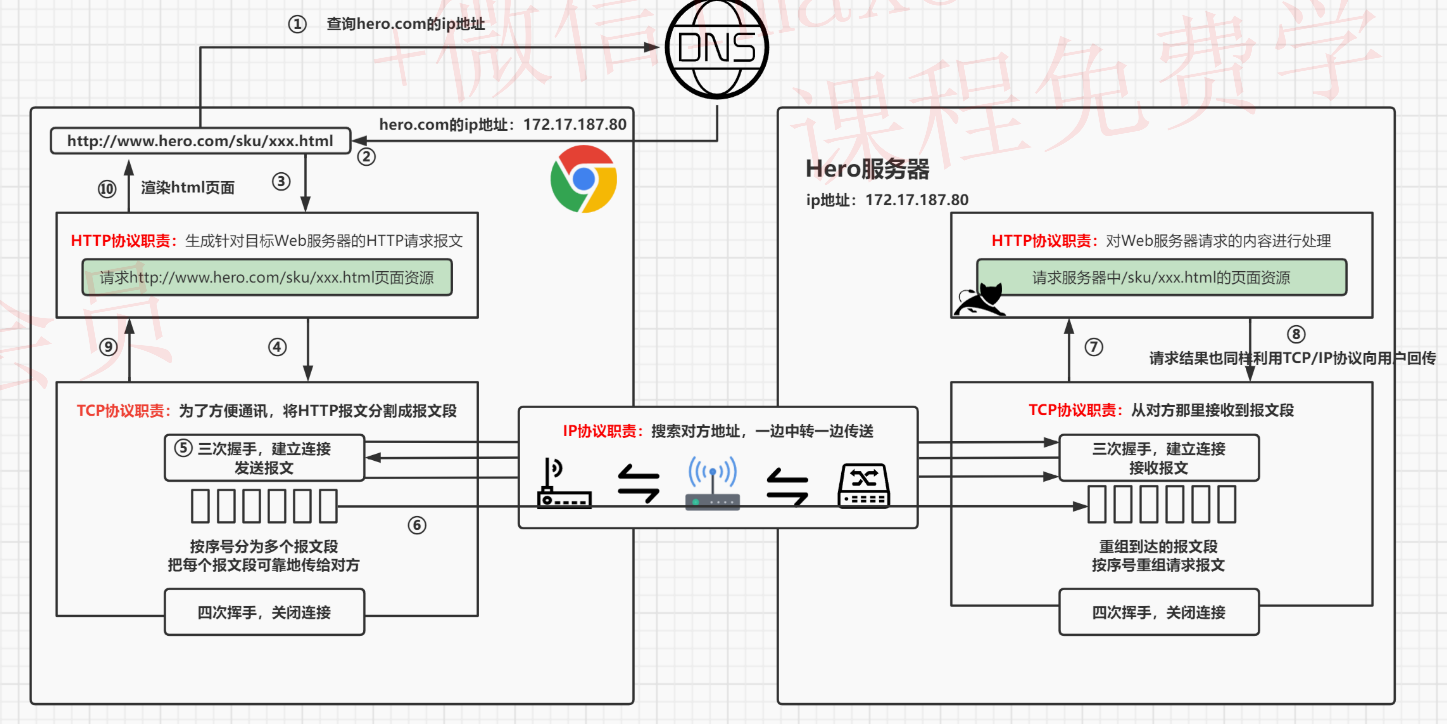 ① 查询hero.com的ip地址
DNS
+微信
课程免费学
会员
http://www.hero.com/sku/xxx.html
hero.com的ip地址：172.17.187.80
②
③
⑩ 渲染html页面
HTTP协议职责：生成针对目标Web服务器的HTTP请求报文
请求http://www.hero.com/sku/xxx.html页面资源
⑨
④
TCP协议职责：为了方便通讯，将HTTP报文分割成报文段
⑤ 三次握手，建立连接
发送报文
⑥
按序号分为多个报文段
把每个报文段可靠地传给对方
四次挥手，关闭连接
IP协议职责：搜索对方地址，一边中转一边传送
Hero服务器
ip地址：172.17.187.80
HTTP协议职责：对Web服务器请求的内容进行处理
请求服务器中/sku/xxx.html的页面资源
⑦
⑧
请求结果也同样利用TCP/IP协议向用户回传
TCP协议职责：从对方那里接收到报文段
三次握手，建立连接
接收报文
重组到达的报文段
按序号重组请求报文
四次挥手，关闭连接